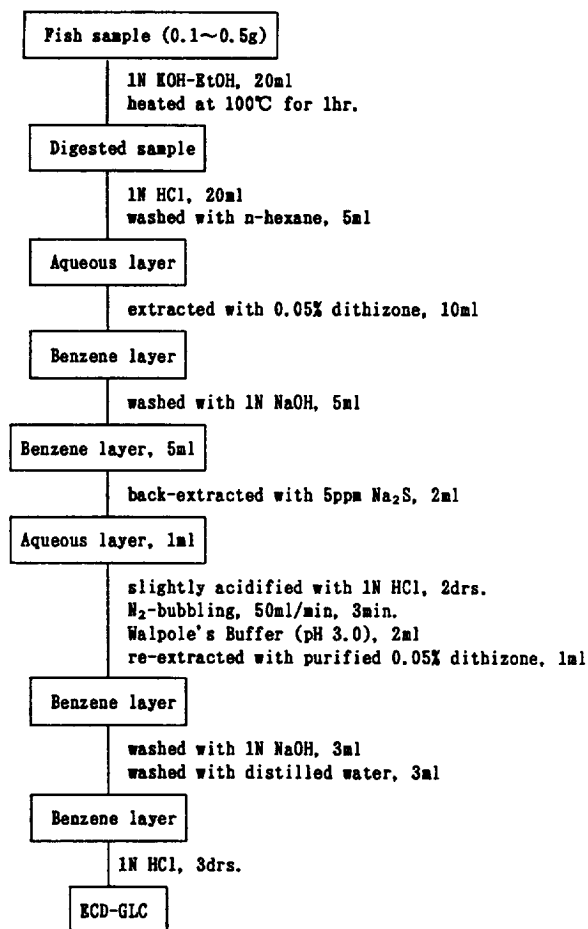 Fish sample (0.1~0.5g)
1N KOH-EtOH, 20ml
heated at 100℃ for 1hr.
Digested sample
1N HCl, 20ml
washed with n-hexane, 5ml
Aqueous layer
extracted with 0.05% dithizone, 10ml
Benzene layer
washed with 1N NaOH, 5ml
Benzene layer, 5ml
back-extracted with 5ppm Na₂S, 2ml
Aqueous layer, 1ml
slightly acidified with 1N HCl, 2drs.
N₂-bubbling, 50ml/min, 3min.
Walpole's Buffer (pH 3.0), 2ml
re-extracted with purified 0.05% dithizone, 1ml
Benzene layer
washed with 1N NaOH, 3ml
washed with distilled water, 3ml
Benzene layer
1N HCl, 3drs.
ECD-GLC